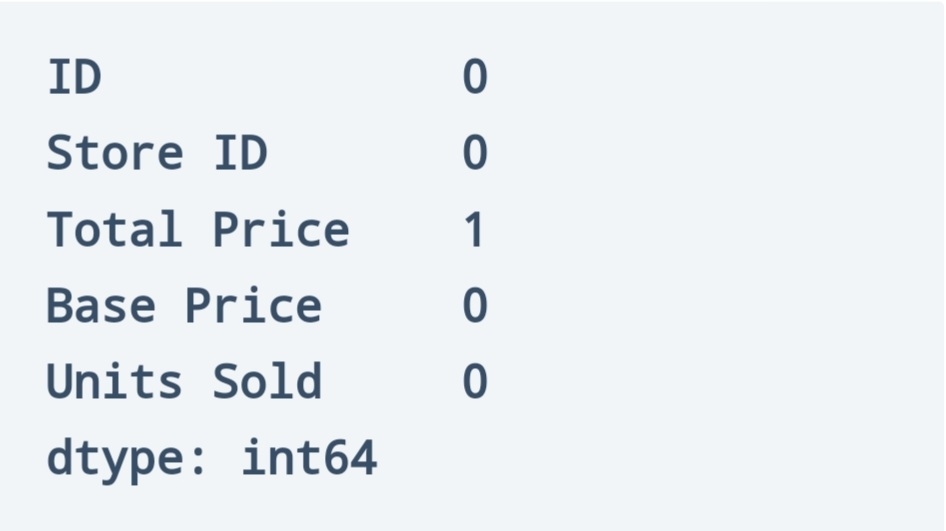 ID 0
Store ID 0
Total Price 1
Base Price 0
Units Sold 0
dtype: int64